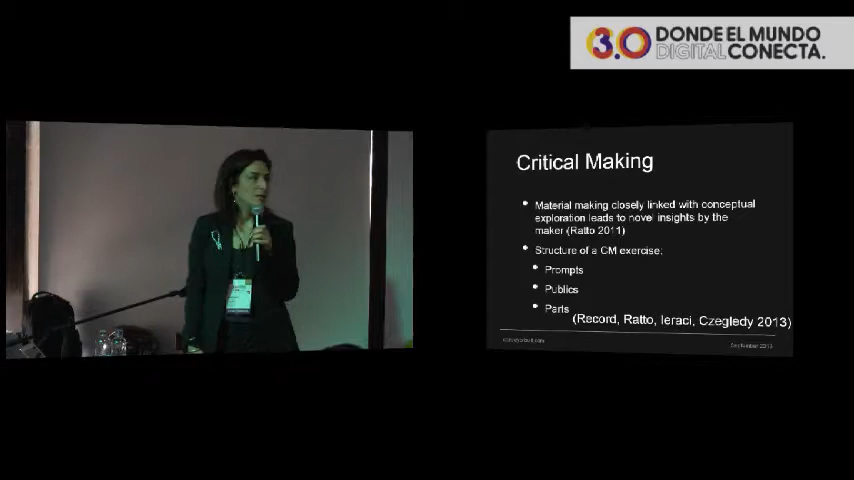 3.0 DONDE EL MUNDO
DIGITAL CONECTA.
Critical Making
Material making closely linked with conceptual
exploration leads to novel insights by the
maker (Ratto 2011)
Structure of a CM exercise:
Prompts
Publics
Parts
(Record, Ratto, Ieraci, Czegledy 2013)
September 2013